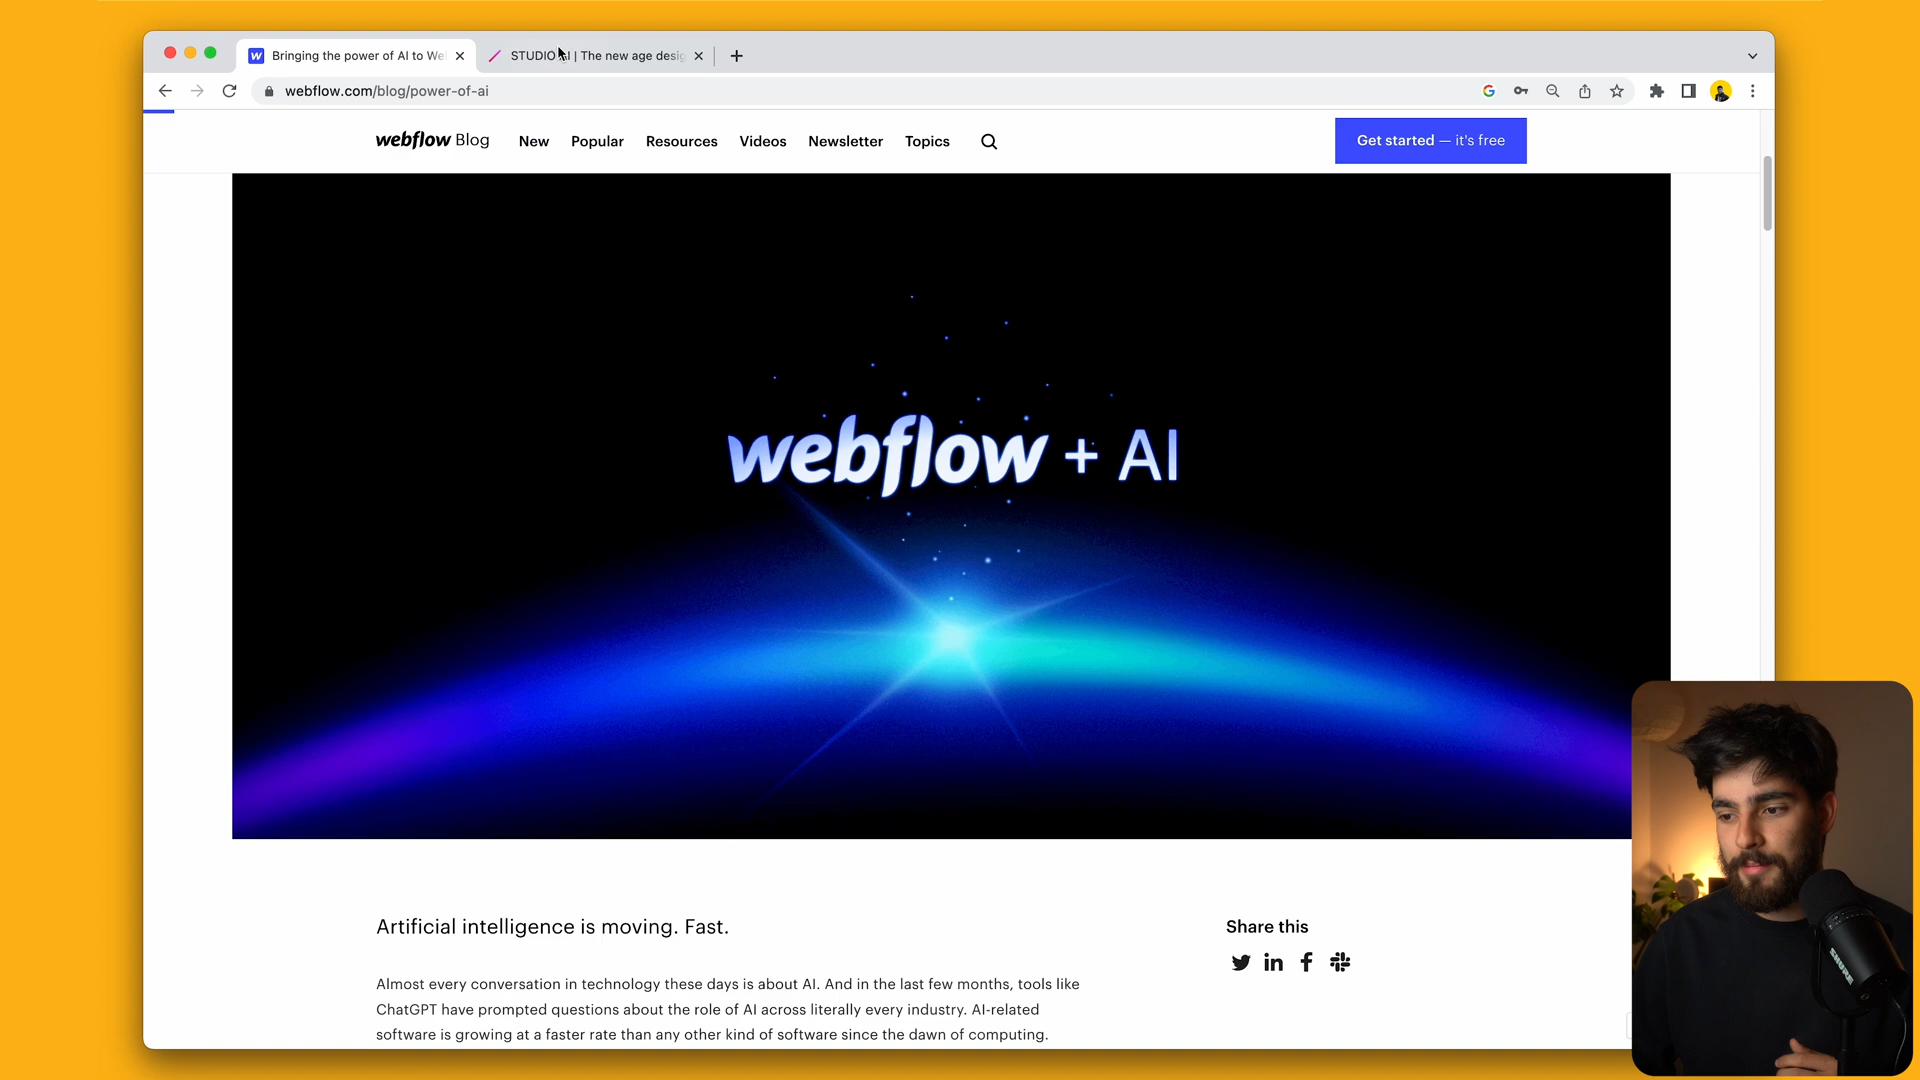 Bringing the power of AI to We
STUDIO AI | The new age desig
webflow.com/blog/power-of-ai
webflow Blog
New
Popular
Resources
Videos
Newsletter
Topics
Get started — it's free
webflow + AI
Artificial intelligence is moving. Fast.
Share this
Almost every conversation in technology these days is about AI. And in the last few months, tools like
ChatGPT have prompted questions about the role of AI across literally every industry. AI-related
software is growing at a faster rate than any other kind of software since the dawn of computing.
SHURE